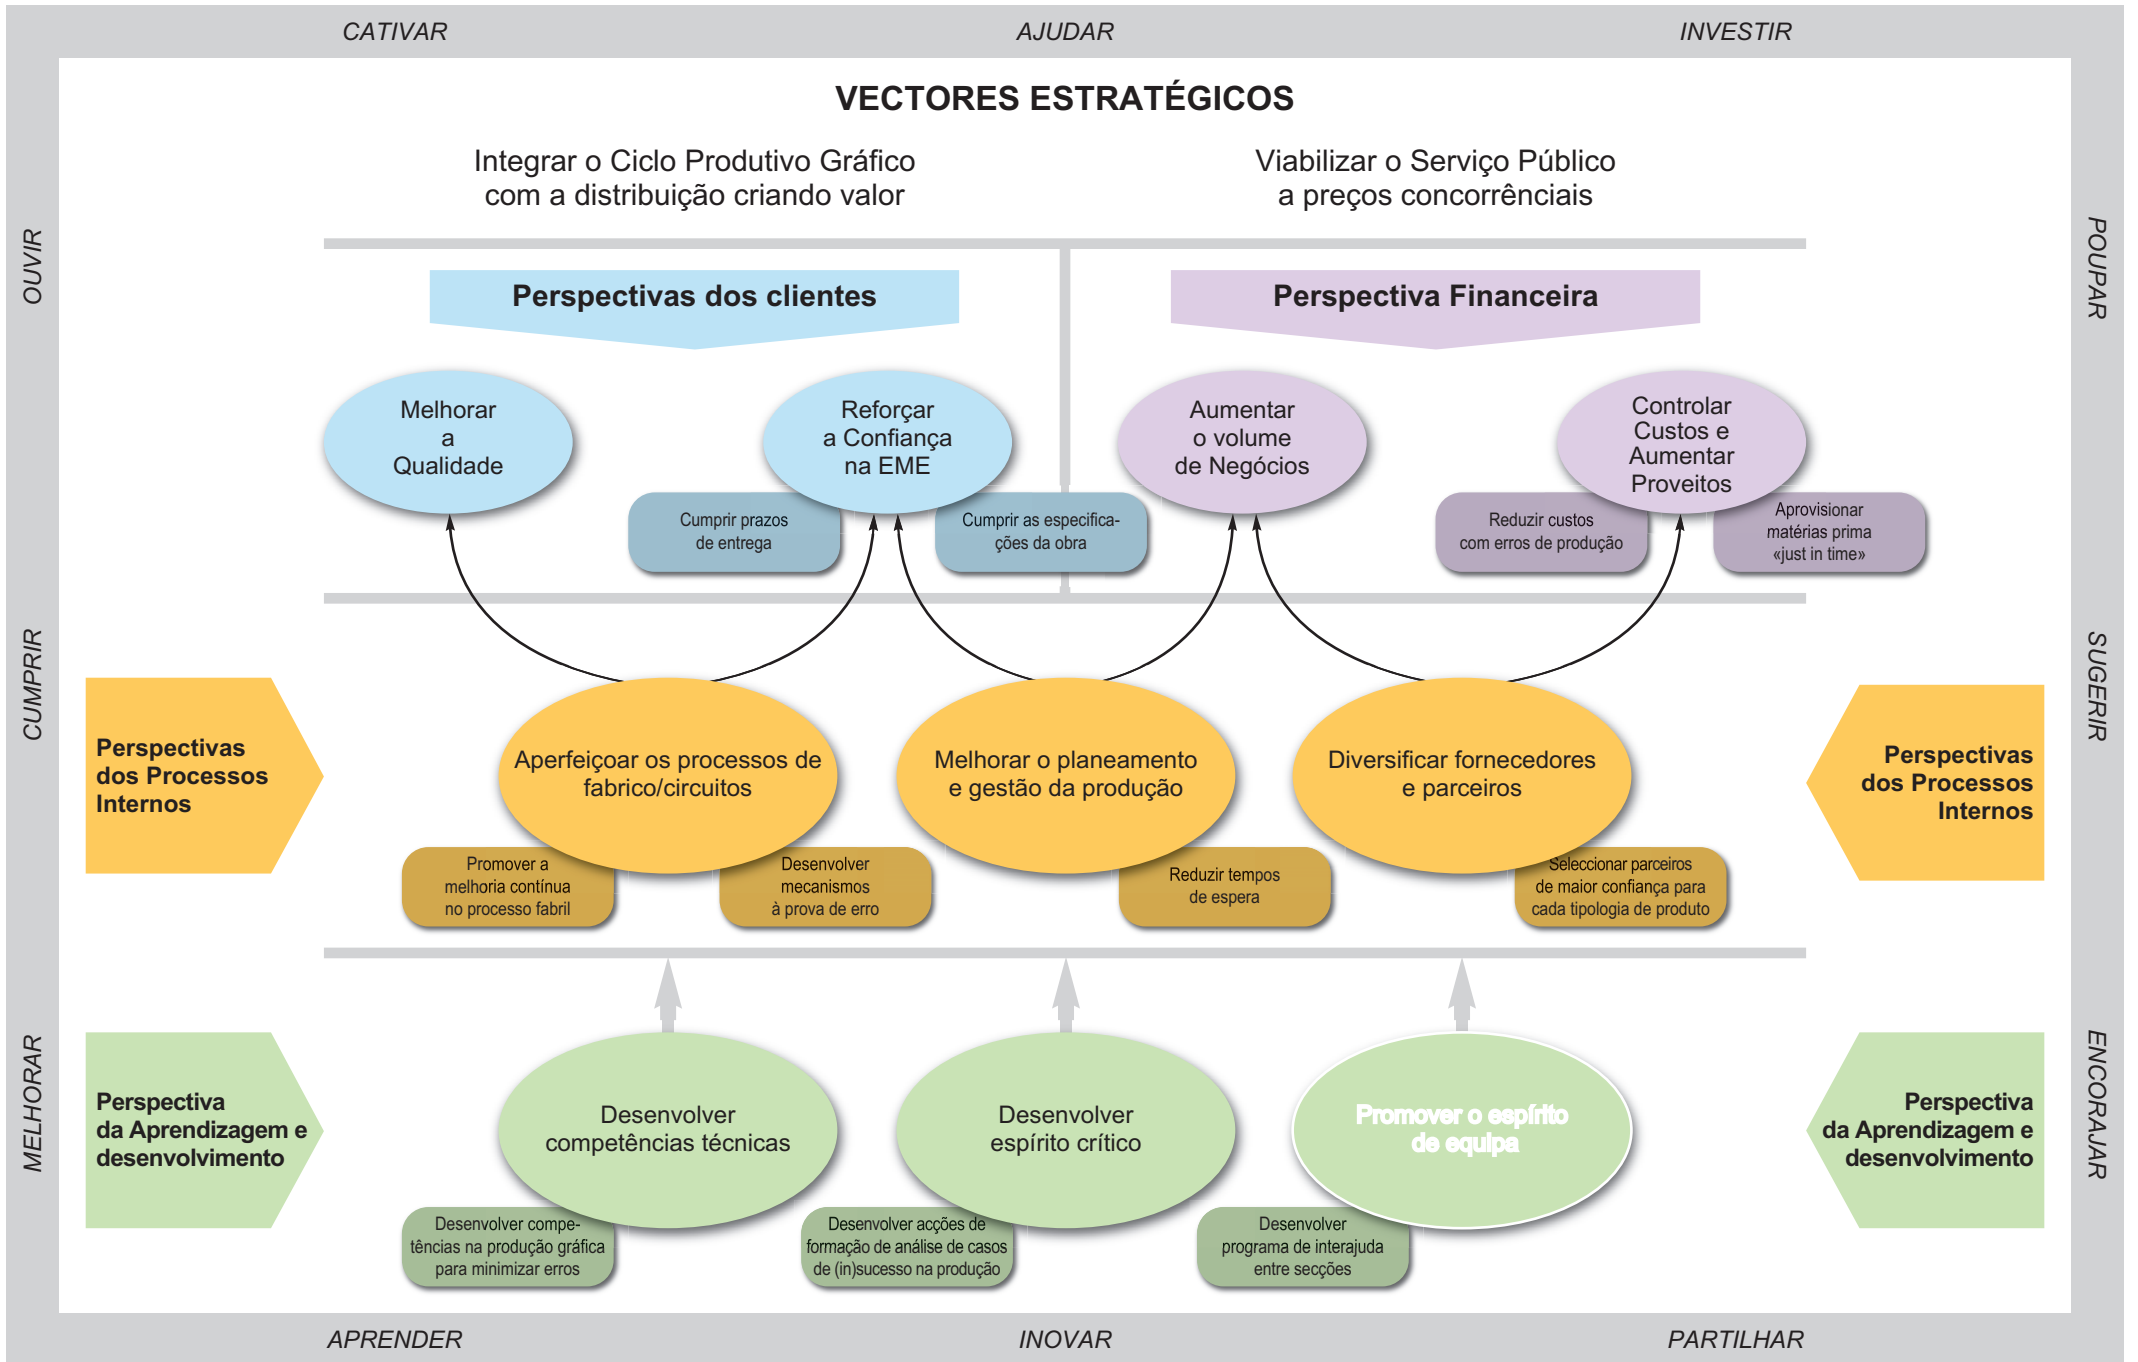 CATIVAR
AJUDAR
INVESTIR
VECTORES ESTRATÉGICOS
Integrar o Ciclo Produtivo Gráfico
com a distribuição criando valor
Viabilizar o Serviço Público
a preços concorrênciais
OUVIR
POUPAR
Perspectivas dos clientes
Perspectiva Financeira
Melhorar
a
Qualidade
Reforçar
a Confiança
na EME
Aumentar
o volume
de Negócios
Controlar
Custos e
Aumentar
Proveitos
Cumprir prazos
de entrega
Cumprir as especifica-
ções da obra
Reduzir custos
com erros de produção
Aprovisionar
matérias prima
«just in time»
CUMPRIR
SUGERIR
Perspectivas
dos Processos
Internos
Aperfeiçoar os processos de
fabrico/circuitos
Melhorar o planeamento
e gestão da produção
Diversificar fornecedores
e parceiros
Perspectivas
dos Processos
Internos
Promover a
melhoria contínua
no processo fabril
Desenvolver
mecanismos
à prova de erro
Reduzir tempos
de espera
Seleccionar parceiros
de maior confiança para
cada tipologia de produto
MELHORAR
ENCORAJAR
Perspectiva
da Aprendizagem e
desenvolvimento
Desenvolver
competências técnicas
Desenvolver
espírito crítico
Promover o espírito
de equipa
Perspectiva
da Aprendizagem e
desenvolvimento
Desenvolver compe-
tências na produção gráfica
para minimizar erros
Desenvolver acções de
formação de análise de casos
de (in)sucesso na produção
Desenvolver
programa de interajuda
entre secções
APRENDER
INOVAR
PARTILHAR